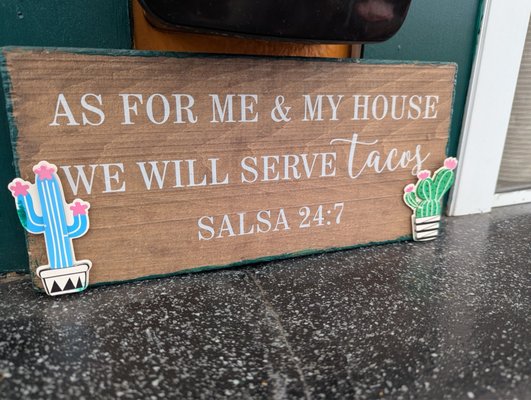 AS FOR ME & MY HOUSE
WE WILL SERVE tacos
SALSA 24:7